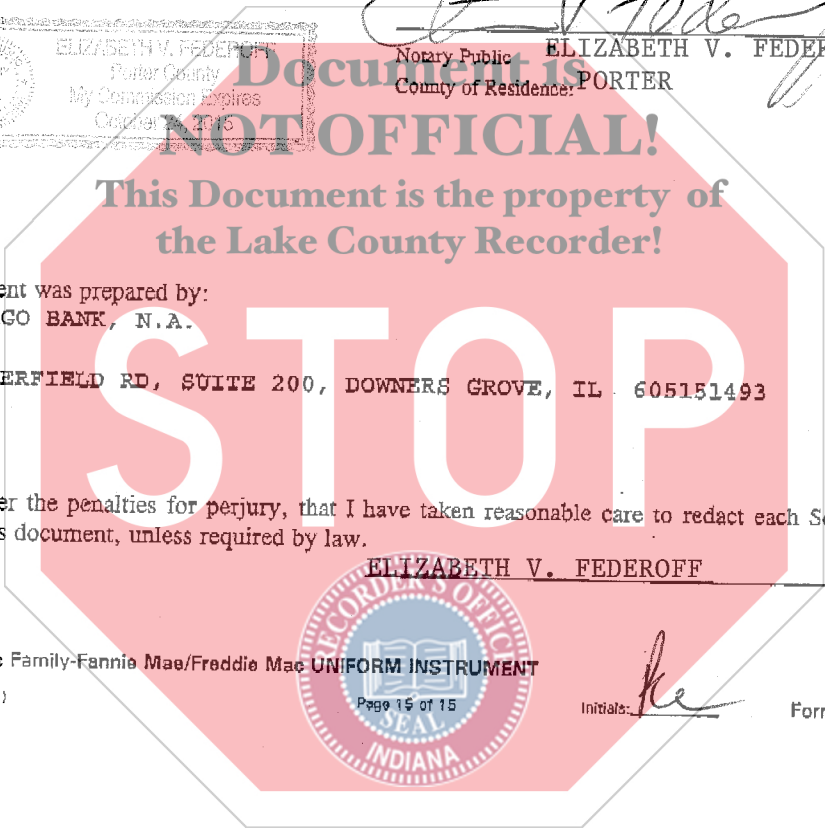 ELIZABETH V. FEDEROFF
Porter County
My Commission Expires
October 2015
Notary Public ELIZABETH V. FEDER
County of Residence: PORTER
Document is
NOT OFFICIAL!
This Document is the property of
the Lake County Recorder!
ent was prepared by:
GO BANK, N.A.
ERFIELD RD, SUITE 200, DOWNERS GROVE, IL 605151493
STOP
er the penalties for perjury, that I have taken reasonable care to redact each So
s document, unless required by law.
ELIZABETH V. FEDEROFF
Family-Fannie Mae/Freddie Mac UNIFORM INSTRUMENT
Page 15 of 15
Initials: Form
RECORDER'S OFFICE
SEAL
INDIANA